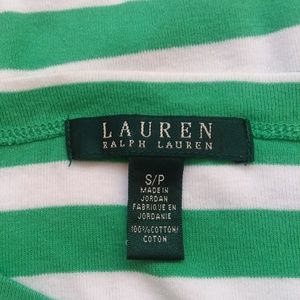 LAUREN
RALPH LAUREN
S/P
MADE IN
JORDAN
FABRIQUE EN
JORDANIE
100%COTTON/
COTON